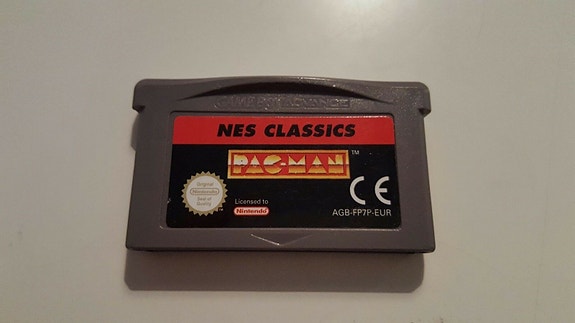 GAME BOY ADVANCE
NES CLASSICS
PAC-MAN TM
Original
Nintendo
Seal of
Quality
Licensed to
Nintendo
CE
AGB-FP7P-EUR